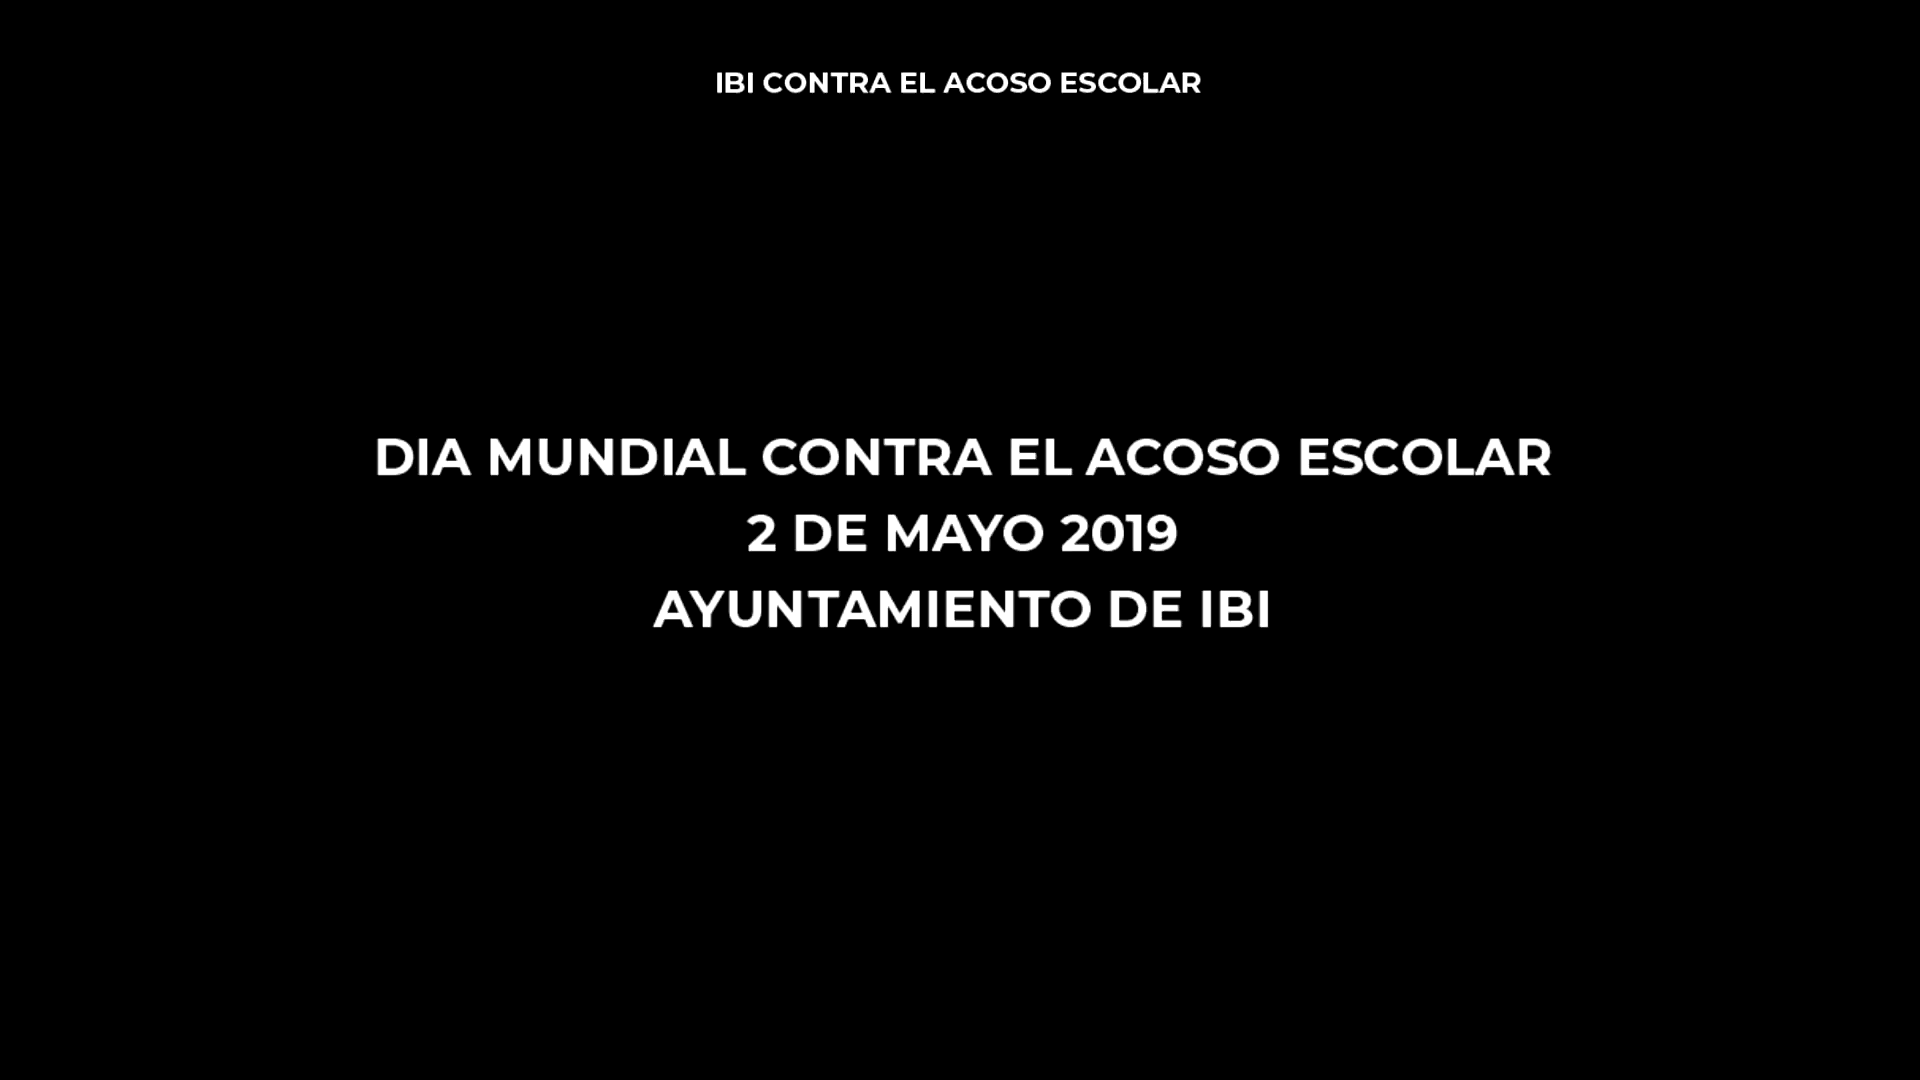 IBI CONTRA EL ACOSO ESCOLAR
DIA MUNDIAL CONTRA EL ACOSO ESCOLAR
2 DE MAYO 2019
AYUNTAMIENTO DE IBI